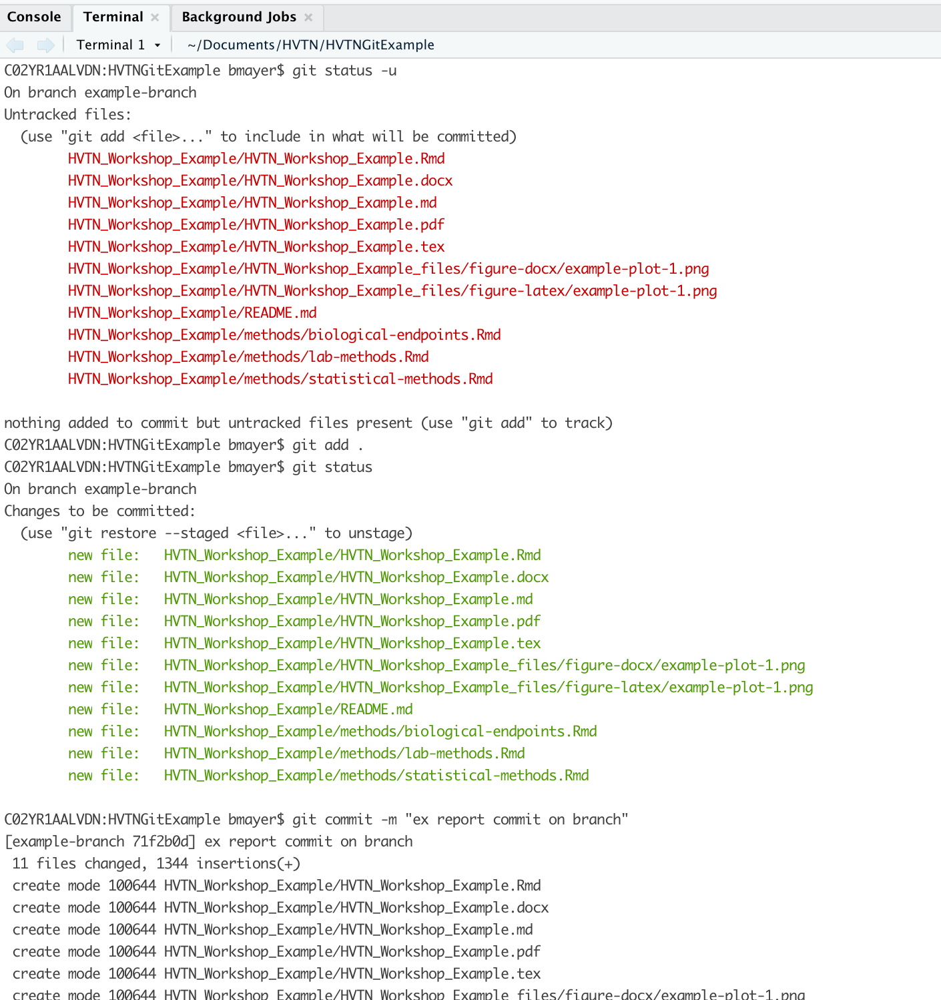 Console Terminal × Background Jobs ×
Terminal 1 ~/Documents/HVTN/HVTNGitExample
C02YR1AALVDN:HVTNGitExample bmayer$ git status -u
On branch example-branch
Untracked files:
  (use "git add <file>..." to include in what will be committed)
        HVTN_Workshop_Example/HVTN_Workshop_Example.Rmd
        HVTN_Workshop_Example/HVTN_Workshop_Example.docx
        HVTN_Workshop_Example/HVTN_Workshop_Example.md
        HVTN_Workshop_Example/HVTN_Workshop_Example.pdf
        HVTN_Workshop_Example/HVTN_Workshop_Example.tex
        HVTN_Workshop_Example/HVTN_Workshop_Example_files/figure-docx/example-plot-1.png
        HVTN_Workshop_Example/HVTN_Workshop_Example_files/figure-latex/example-plot-1.png
        HVTN_Workshop_Example/README.md
        HVTN_Workshop_Example/methods/biological-endpoints.Rmd
        HVTN_Workshop_Example/methods/lab-methods.Rmd
        HVTN_Workshop_Example/methods/statistical-methods.Rmd

nothing added to commit but untracked files present (use "git add" to track)
C02YR1AALVDN:HVTNGitExample bmayer$ git add .
C02YR1AALVDN:HVTNGitExample bmayer$ git status
On branch example-branch
Changes to be committed:
  (use "git restore --staged <file>..." to unstage)
        new file:   HVTN_Workshop_Example/HVTN_Workshop_Example.Rmd
        new file:   HVTN_Workshop_Example/HVTN_Workshop_Example.docx
        new file:   HVTN_Workshop_Example/HVTN_Workshop_Example.md
        new file:   HVTN_Workshop_Example/HVTN_Workshop_Example.pdf
        new file:   HVTN_Workshop_Example/HVTN_Workshop_Example.tex
        new file:   HVTN_Workshop_Example/HVTN_Workshop_Example_files/figure-docx/example-plot-1.png
        new file:   HVTN_Workshop_Example/HVTN_Workshop_Example_files/figure-latex/example-plot-1.png
        new file:   HVTN_Workshop_Example/README.md
        new file:   HVTN_Workshop_Example/methods/biological-endpoints.Rmd
        new file:   HVTN_Workshop_Example/methods/lab-methods.Rmd
        new file:   HVTN_Workshop_Example/methods/statistical-methods.Rmd

C02YR1AALVDN:HVTNGitExample bmayer$ git commit -m "ex report commit on branch"
[example-branch 71f2b0d] ex report commit on branch
 11 files changed, 1344 insertions(+)
 create mode 100644 HVTN_Workshop_Example/HVTN_Workshop_Example.Rmd
 create mode 100644 HVTN_Workshop_Example/HVTN_Workshop_Example.docx
 create mode 100644 HVTN_Workshop_Example/HVTN_Workshop_Example.md
 create mode 100644 HVTN_Workshop_Example/HVTN_Workshop_Example.pdf
 create mode 100644 HVTN_Workshop_Example/HVTN_Workshop_Example.tex
 create mode 100644 HVTN_Workshop_Example/HVTN_Workshop_Example_files/figure-docx/example-plot-1.png